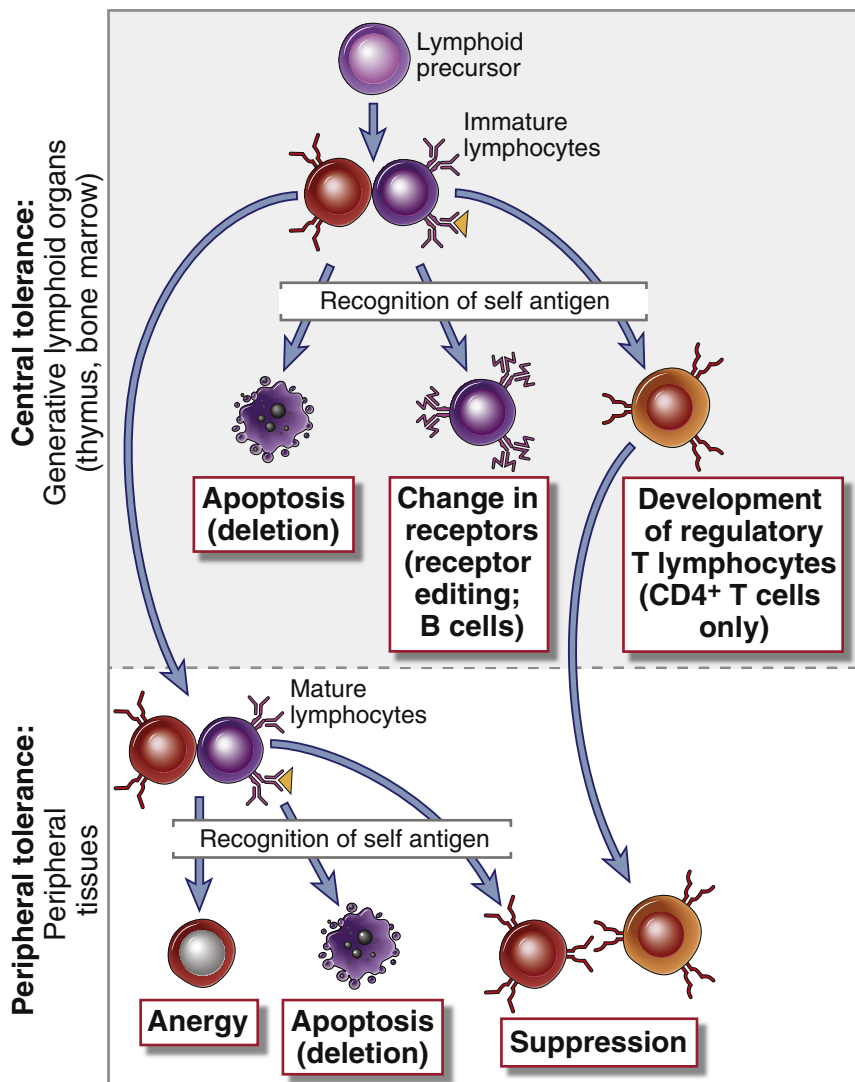 Lymphoid
precursor
Immature
lymphocytes
Central tolerance:
Generative lymphoid organs
(thymus, bone marrow)
Recognition of self antigen
Apoptosis
(deletion)
Change in
receptors
(receptor
editing;
B cells)
Development
of regulatory
T lymphocytes
(CD4⁺ T cells
only)
Mature
lymphocytes
Peripheral tolerance:
Peripheral
tissues
Recognition of self antigen
Anergy
Apoptosis
(deletion)
Suppression